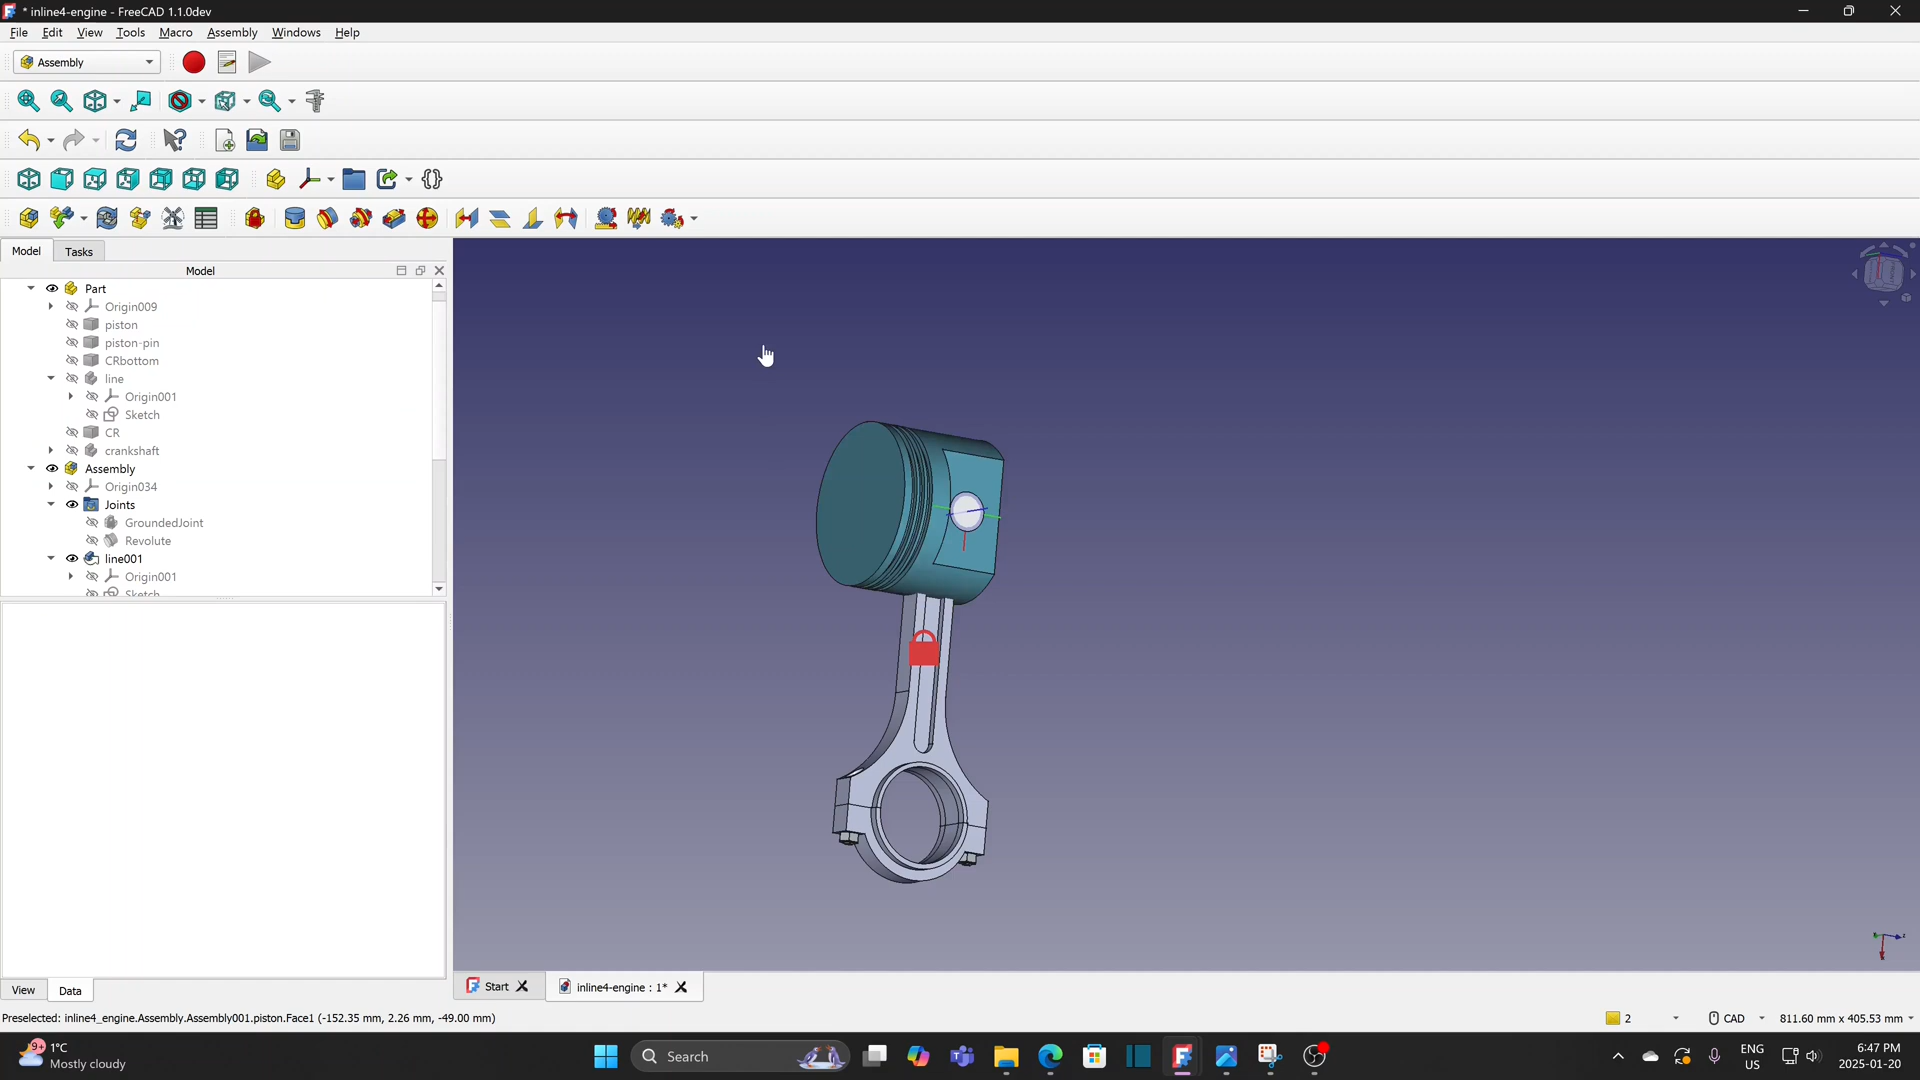 * inline4-engine - FreeCAD 1.1.0dev
File Edit View Tools Macro Assembly Windows Help
Assembly
Model Tasks
Model
Part
Origin009
piston
piston-pin
CRbottom
line
Origin001
Sketch
CR
crankshaft
Assembly
Origin034
Joints
GroundedJoint
Revolute
line001
Origin001
Sketch
View Data
Start
inline4-engine : 1*
Preselected: inline4_engine.Assembly.Assembly001.piston.Face1 (-152.35 mm, 2.26 mm, -49.00 mm)
2
CAD
811.60 mm x 405.53 mm
9+
1°C
Mostly cloudy
Search
ENG
US
6:47 PM
2025-01-20